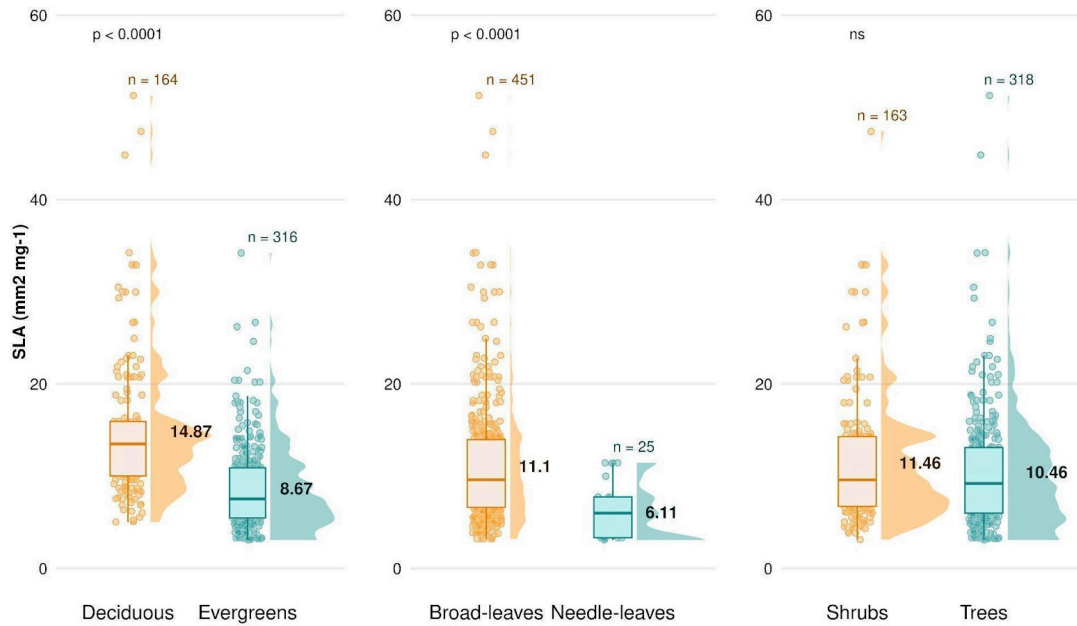 SLA (mm2 mg-1)
60
40
20
0
p < 0.0001
n = 164
n = 316
14.87
8.67
Deciduous
Evergreens
60
40
20
0
p < 0.0001
n = 451
n = 25
11.1
6.11
Broad-leaves
Needle-leaves
60
40
20
0
ns
n = 318
n = 163
11.46
10.46
Shrubs
Trees